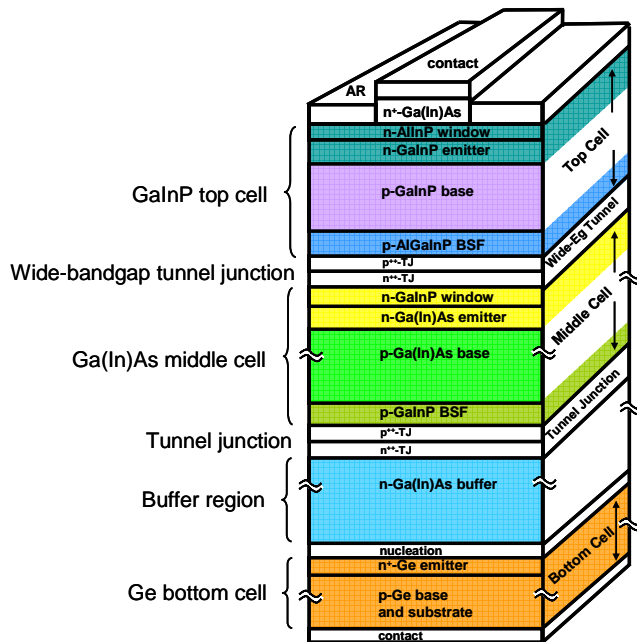 contact
AR
n⁺-Ga(In)As
n-AlInP window
n-GaInP emitter
p-GaInP base
p-AlGaInP BSF
p⁺⁺-TJ
n⁺⁺-TJ
n-GaInP window
n-Ga(In)As emitter
p-Ga(In)As base
p-GaInP BSF
p⁺⁺-TJ
n⁺⁺-TJ
n-Ga(In)As buffer
nucleation
n⁺-Ge emitter
p-Ge base
and substrate
contact
GaInP top cell
Wide-bandgap tunnel junction
Ga(In)As middle cell
Tunnel junction
Buffer region
Ge bottom cell
Top Cell
Wide-Eg Tunnel
Middle Cell
Tunnel Junction
Bottom Cell